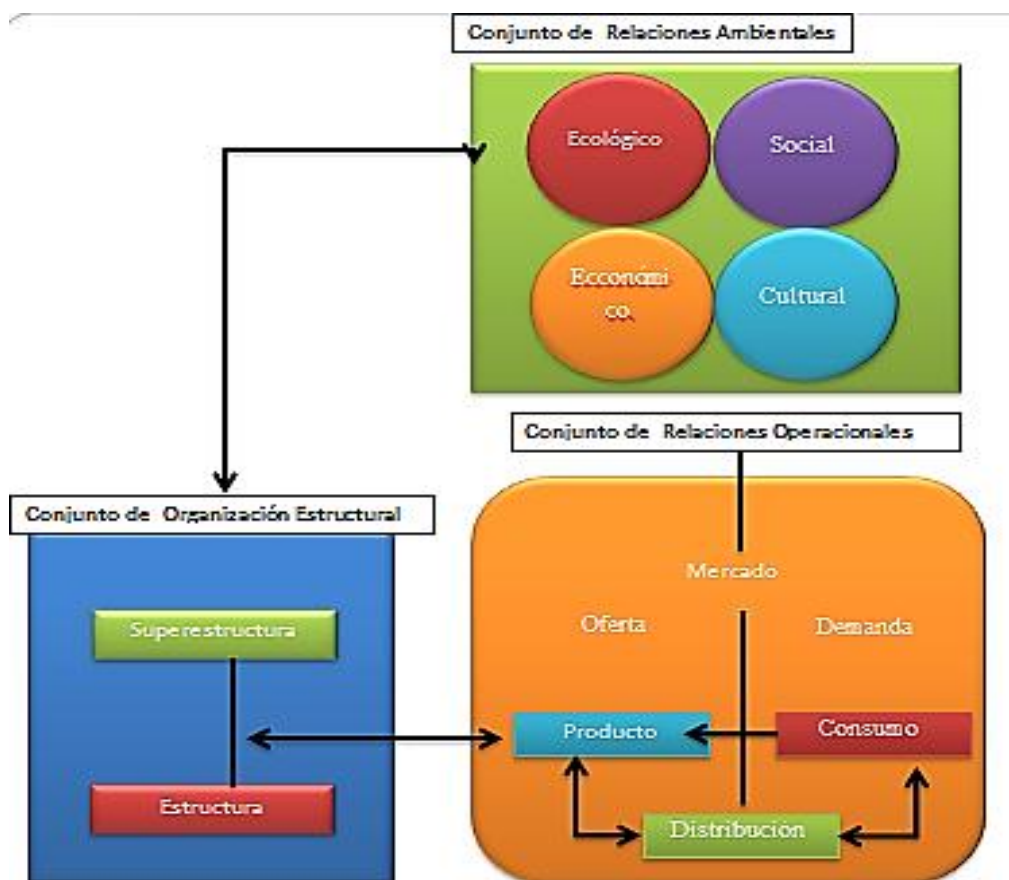 Conjunto de Relaciones Ambientales
Ecológico
Social
Ecconómi
co.
Cultural
Conjunto de Relaciones Operacionales
Conjunto de Organización Estructural
Mercado
Superestructura
Oferta
Demanda
Producto
Consumo
Estructura
Distribución